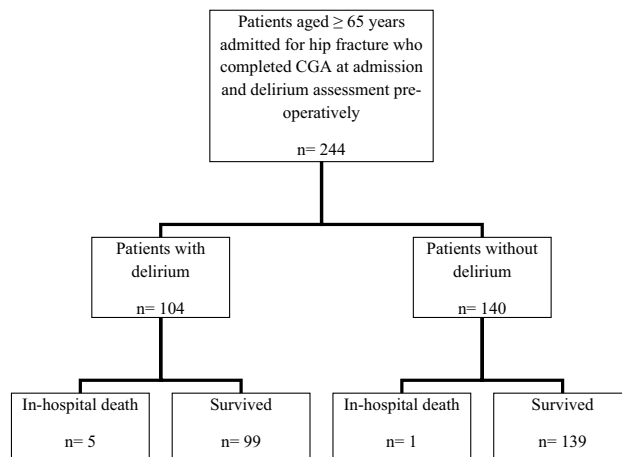 Patients aged ≥ 65 years
admitted for hip fracture who
completed CGA at admission
and delirium assessment pre-
operatively
n= 244
Patients with
delirium
n= 104
Patients without
delirium
n= 140
In-hospital death
n= 5
Survived
n= 99
In-hospital death
n= 1
Survived
n= 139